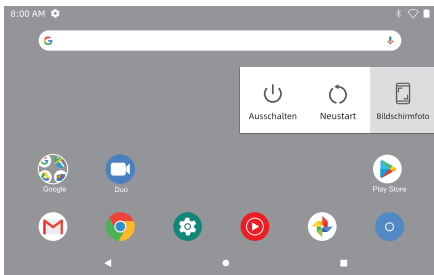 8:00 AM
Ausschalten
Neustart
Bildschirmfoto
Google
Duo
Play Store